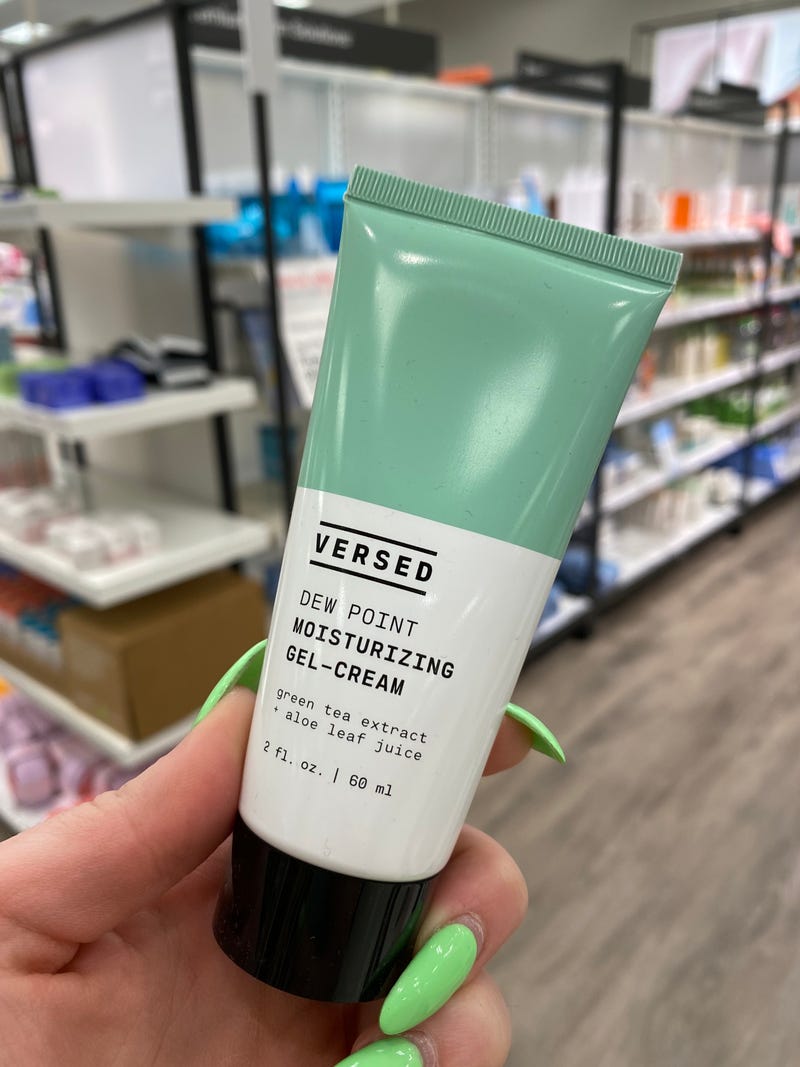 VERSED
DEW POINT
MOISTURIZING
GEL-CREAM
green tea extract
+ aloe leaf juice
2 fl. oz. | 60 ml